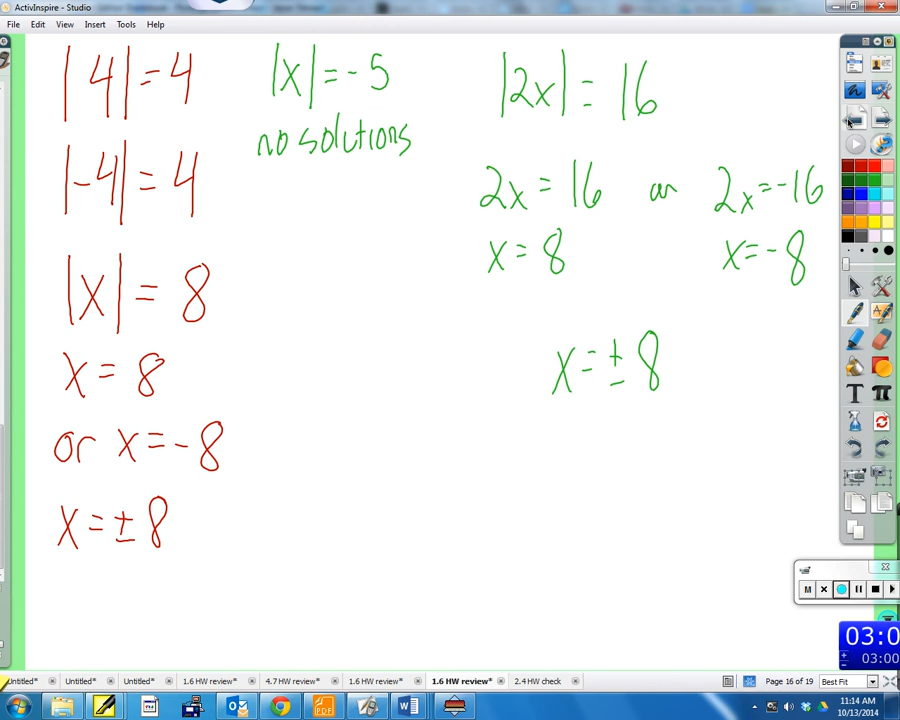 ActivInspire - Studio
File Edit View Insert Tools Help
|4| = 4
|-4| = 4
|x| = 8
x = 8
or x = -8
x = ± 8
|x| = -5
no solutions
|2x| = 16
2x = 16 or 2x = -16
x = 8 x = -8
x = ± 8
M
03:0
03:00
Untitled* Untitled* Untitled* 1.6 HW review* 4.7 HW review* 1.6 HW review* 1.6 HW review* 2.4 HW check Page 16 of 19 Best Fit
11:14 AM
10/13/2014